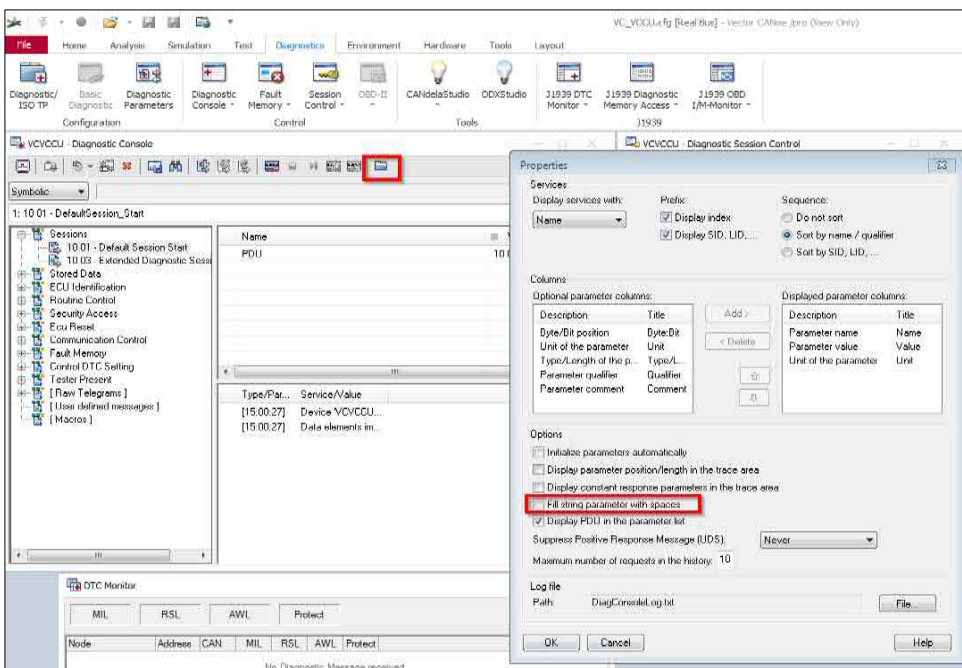 VC_VCCU.cfg [Real Bus] - Vector CANoe /pro (View Only)
File Home Analysis Simulation Test Diagnostics Environment Hardware Tools Layout
Diagnostic/ ISO TP
Basic Diagnostic
Diagnostic Parameters
Diagnostic Console
Fault Memory
Session Control
OBD-II
CANdelaStudio
ODXStudio
J1939 DTC Monitor
J1939 Diagnostic Memory Access
J1939 OBD I/M-Monitor
Configuration Control Tools J1939
VCVCCU - Diagnostic Console
VCVCCU - Diagnostic Session Control
Symbolic
1: 10 01 - DefaultSession_Start
Sessions
10 01 - Default Session Start
10 03 - Extended Diagnostic Sessi
Stored Data
ECU Identification
Routine Control
Security Access
Ecu Reset
Communication Control
Fault Memory
Control DTC Setting
Tester Present
[ Raw Telegrams ]
[ User defined messages ]
[ Macros ]
Name
PDU 10 0
Type/Par... Service/Value
[15:00:27] Device 'VCVCCU...
[15:00:27] Data elements im...
Properties
Services
Display services with: Prefix: Sequence:
Name Display index Do not sort
Display SID, LID, ... Sort by name / qualifier
Sort by SID, LID, ...
Columns
Optional parameter columns: Displayed parameter columns:
Description Title Add > Description Title
Byte/Bit position Byte:Bit Parameter name Name
Unit of the parameter Unit < Delete Parameter value Value
Type/Length of the p... Type/L... Unit of the parameter Unit
Parameter qualifier Qualifier
Parameter comment Comment
Options
Initialize parameters automatically
Display parameter position/length in the trace area
Display constant response parameters in the trace area
Fill string parameter with spaces
Display PDU in the parameter list
Suppress Positive Response Message (UDS): Never
Maximum number of requests in the history: 10
Log file
Path: DiagConsoleLog.txt File...
OK Cancel Help
DTC Monitor
MIL RSL AWL Protect
Node Address CAN MIL RSL AWL Protect
No Diagnostic Message received